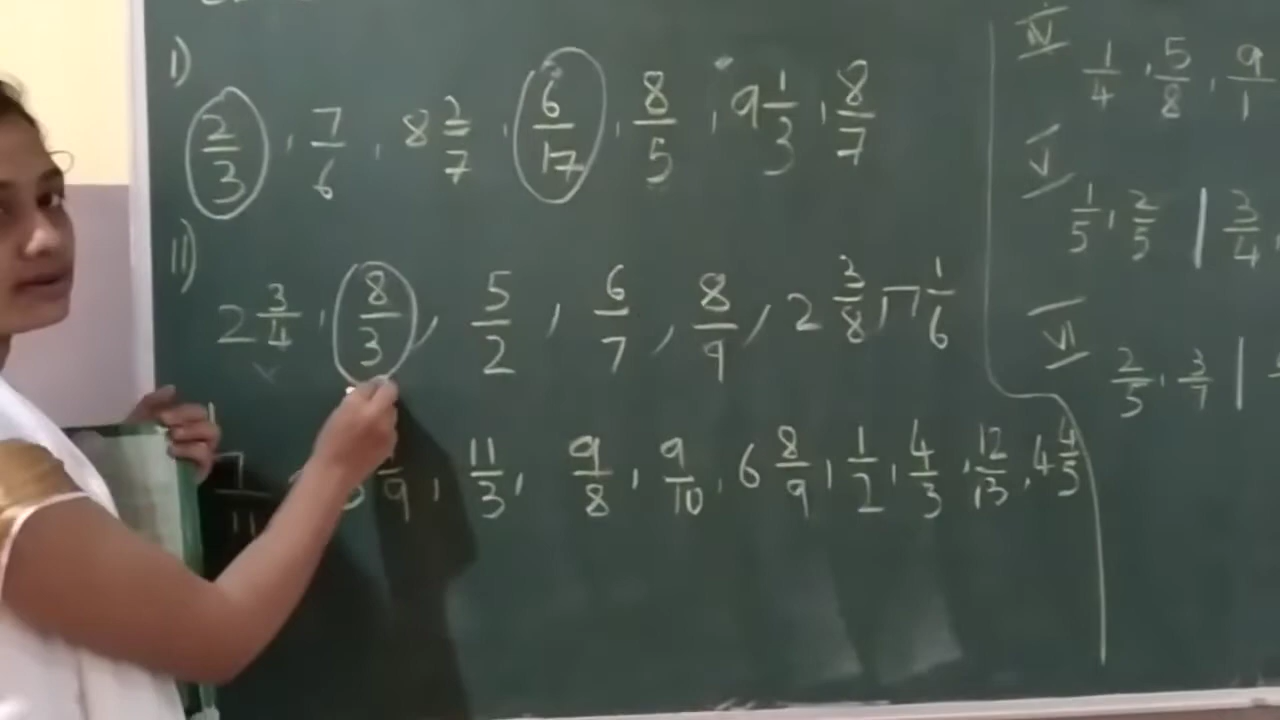 I) 2/3, 7/6, 8 2/7, 6/17, 8/5, 9 1/3, 8/7
II) 2 3/4, 8/3, 5/2, 6/7, 8/9, 2 3/8, 17 1/6
7/11 /9, 11/3, 9/8, 9/10, 6 8/9, 1/2, 4/3, 12/13, 4 4/5
IV
1/4, 5/8, 9/1
V
1/5, 2/5 | 3/4,
VI
2/5, 3/7 |